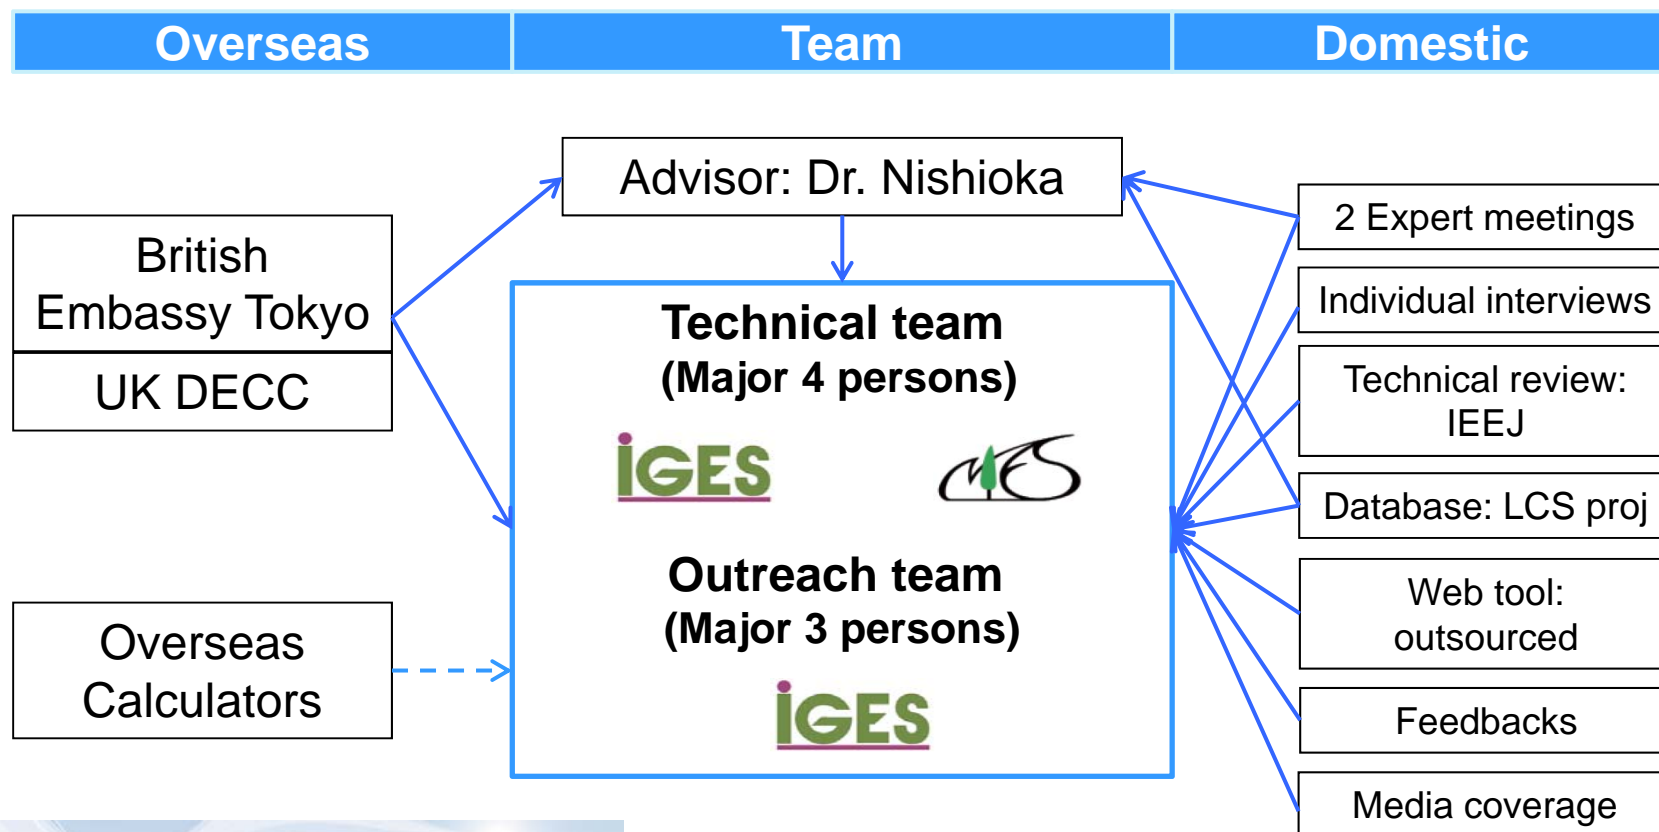 Overseas
Team
Domestic
Advisor: Dr. Nishioka
British
Embassy Tokyo
UK DECC
Overseas
Calculators
Technical team
(Major 4 persons)
iGES
MES
Outreach team
(Major 3 persons)
iGES
2 Expert meetings
Individual interviews
Technical review:
IEEJ
Database: LCS proj
Web tool:
outsourced
Feedbacks
Media coverage